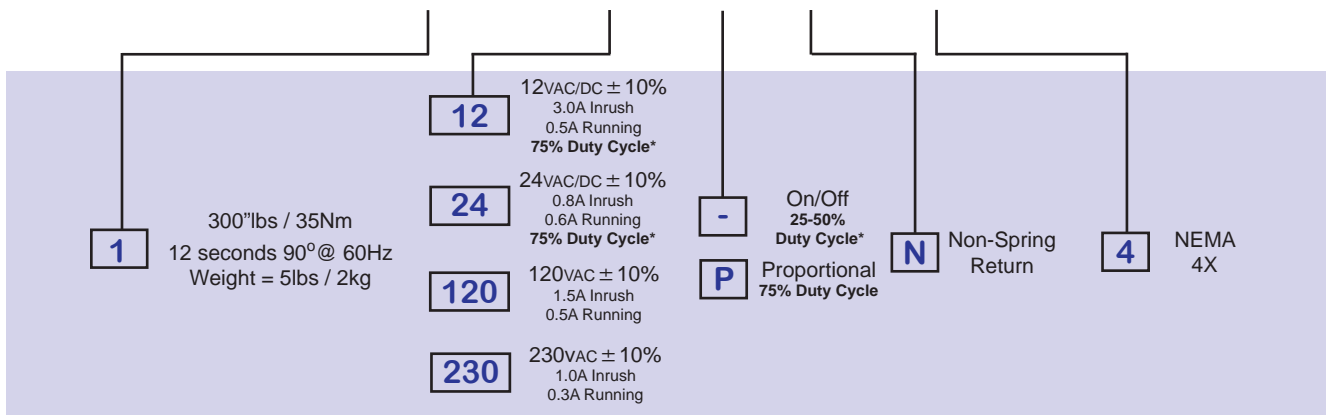 1
300”lbs / 35Nm
12 seconds 90º@ 60Hz
Weight = 5lbs / 2kg
12
12VAC/DC ± 10%
3.0A Inrush
0.5A Running
75% Duty Cycle*
24
24VAC/DC ± 10%
0.8A Inrush
0.6A Running
75% Duty Cycle*
120
120VAC ± 10%
1.5A Inrush
0.5A Running
230
230VAC ± 10%
1.0A Inrush
0.3A Running
-
On/Off
25-50%
Duty Cycle*
P
Proportional
75% Duty Cycle
N
Non-Spring
Return
4
NEMA
4X